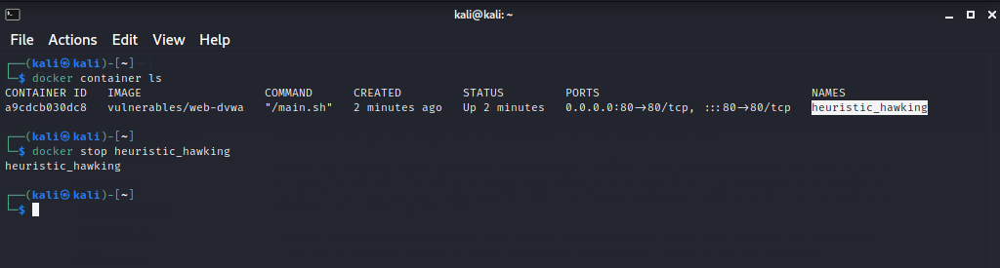 kali@kali: ~
File Actions Edit View Help
┌──(kali㉿kali)-[~]
└─$ docker container ls
CONTAINER ID   IMAGE                  COMMAND      CREATED         STATUS         PORTS                               NAMES
a9cdcb030dc8   vulnerables/web-dvwa   "/main.sh"   2 minutes ago   Up 2 minutes   0.0.0.0:80→80/tcp, :::80→80/tcp   heuristic_hawking
┌──(kali㉿kali)-[~]
└─$ docker stop heuristic_hawking
heuristic_hawking
┌──(kali㉿kali)-[~]
└─$